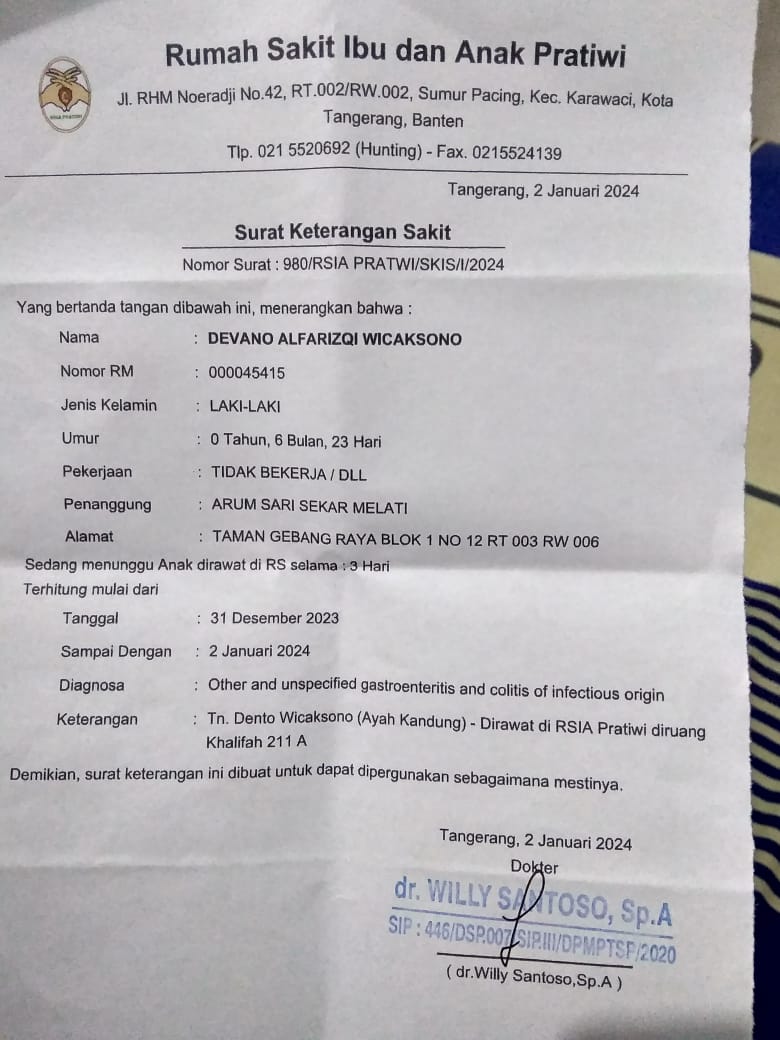 Rumah Sakit Ibu dan Anak Pratiwi
Jl. RHM Noeradji No.42, RT.002/RW.002, Sumur Pacing, Kec. Karawaci, Kota
Tangerang, Banten
Tlp. 021 5520692 (Hunting) - Fax. 0215524139
RSIA PRATIWI
Tangerang, 2 Januari 2024
Surat Keterangan Sakit
Nomor Surat : 980/RSIA PRATWI/SKIS/I/2024
Yang bertanda tangan dibawah ini, menerangkan bahwa :
Nama : DEVANO ALFARIZQI WICAKSONO
Nomor RM : 000045415
Jenis Kelamin : LAKI-LAKI
Umur : 0 Tahun, 6 Bulan, 23 Hari
Pekerjaan : TIDAK BEKERJA / DLL
Penanggung : ARUM SARI SEKAR MELATI
Alamat : TAMAN GEBANG RAYA BLOK 1 NO 12 RT 003 RW 006
Sedang menunggu Anak dirawat di RS selama : 3 Hari
Terhitung mulai dari
Tanggal : 31 Desember 2023
Sampai Dengan : 2 Januari 2024
Diagnosa : Other and unspecified gastroenteritis and colitis of infectious origin
Keterangan : Tn. Dento Wicaksono (Ayah Kandung) - Dirawat di RSIA Pratiwi diruang
Khalifah 211 A
Demikian, surat keterangan ini dibuat untuk dapat dipergunakan sebagaimana mestinya.
Tangerang, 2 Januari 2024
Dokter
dr. WILLY SANTOSO, Sp.A
SIP : 446/DSP.007/SIP.III/DPMPTSP/2020
( dr.Willy Santoso,Sp.A )